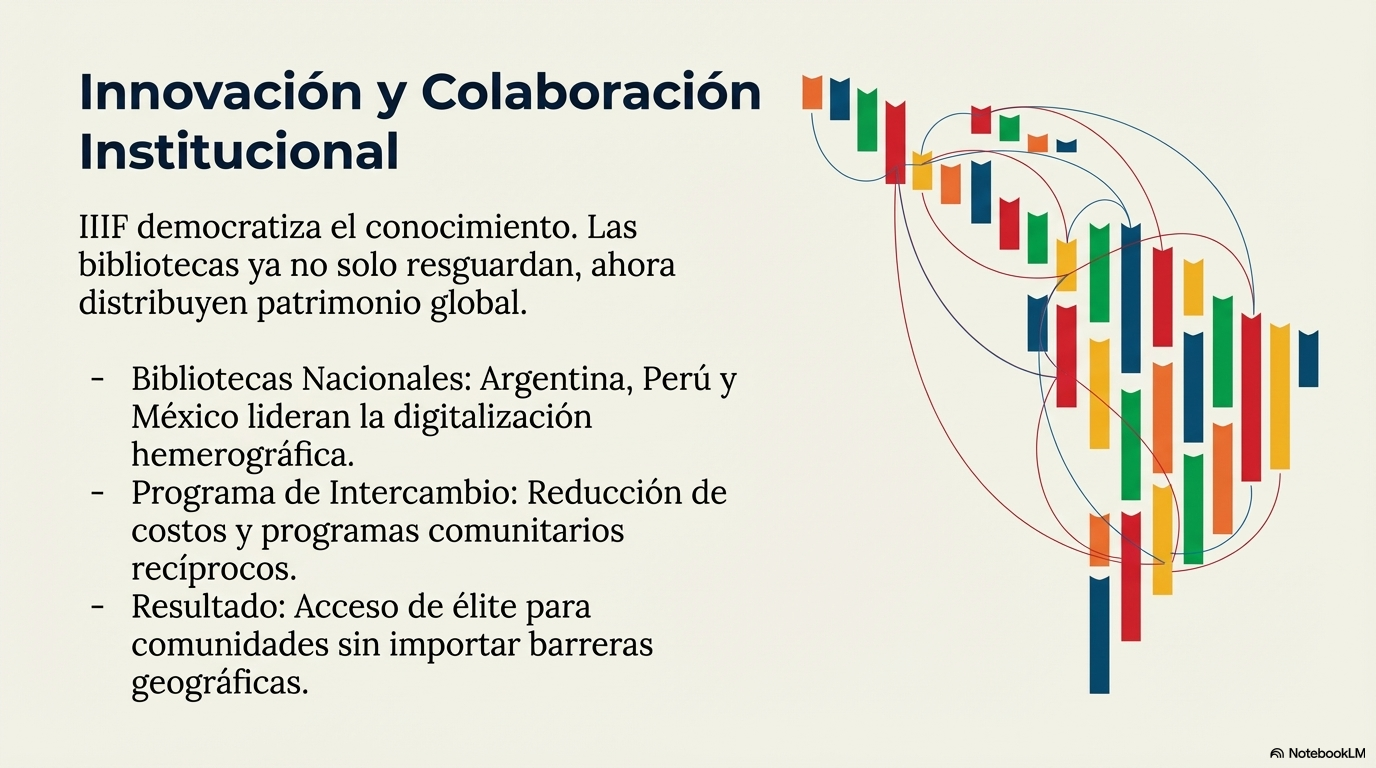 Innovación y Colaboración
Institucional
IIIF democratiza el conocimiento. Las
bibliotecas ya no solo resguardan, ahora
distribuyen patrimonio global.
- Bibliotecas Nacionales: Argentina, Perú y
México lideran la digitalización
hemerográfica.
- Programa de Intercambio: Reducción de
costos y programas comunitarios
recíprocos.
- Resultado: Acceso de élite para
comunidades sin importar barreras
geográficas.
NotebookLM